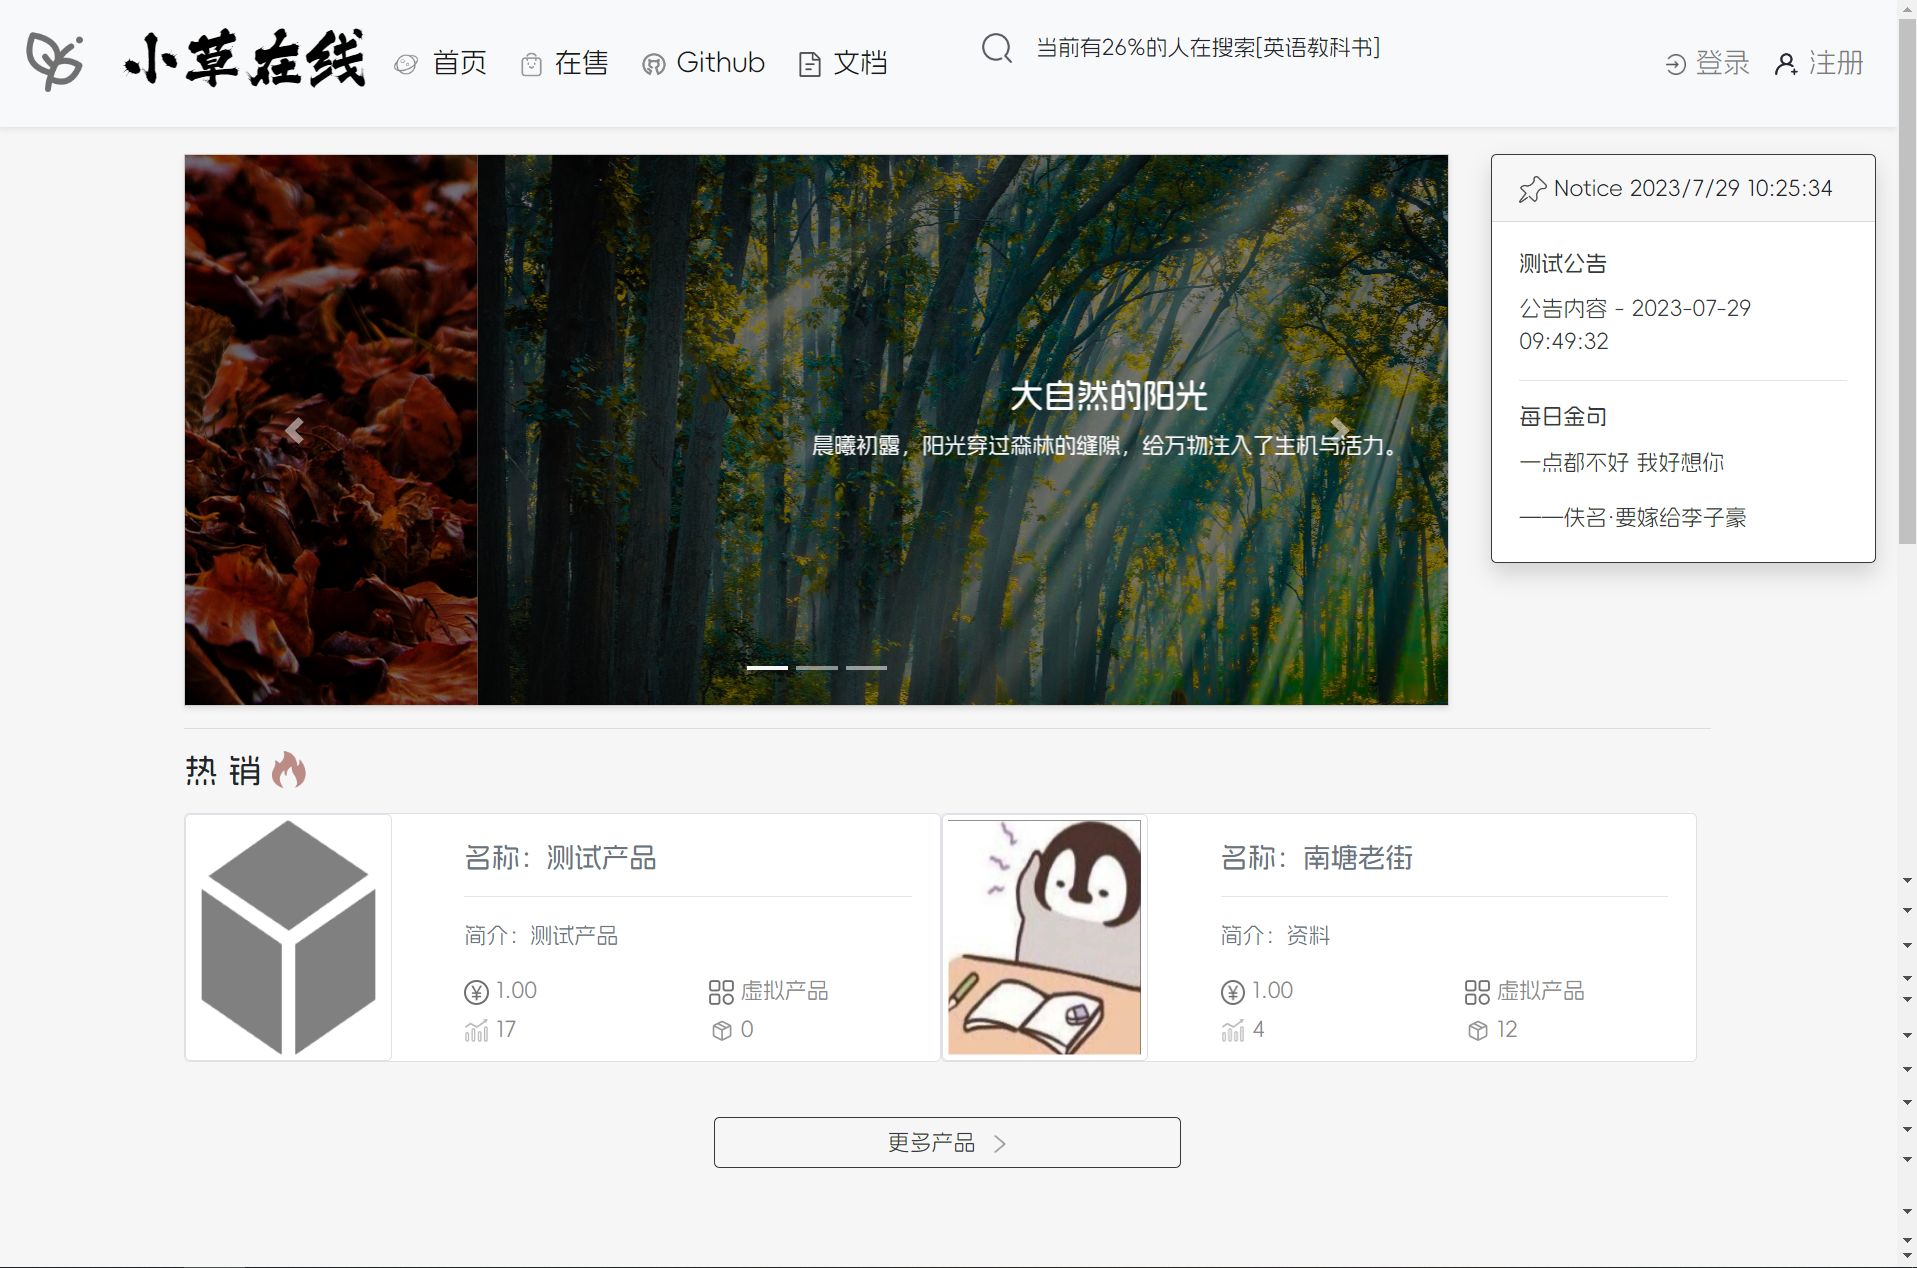 小草在线
首页
在售
Github
文档
当前有26%的人在搜索[英语教科书]
登录
注册
大自然的阳光
晨曦初露，阳光穿过森林的缝隙，给万物注入了生机与活力。
Notice 2023/7/29 10:25:34
测试公告
公告内容 - 2023-07-29
09:49:32
每日金句
一点都不好 我好想你
——佚名·要嫁给李子豪
热 销
名称：测试产品
简介：测试产品
1.00
虚拟产品
17
0
名称：南塘老街
简介：资料
1.00
虚拟产品
4
12
更多产品